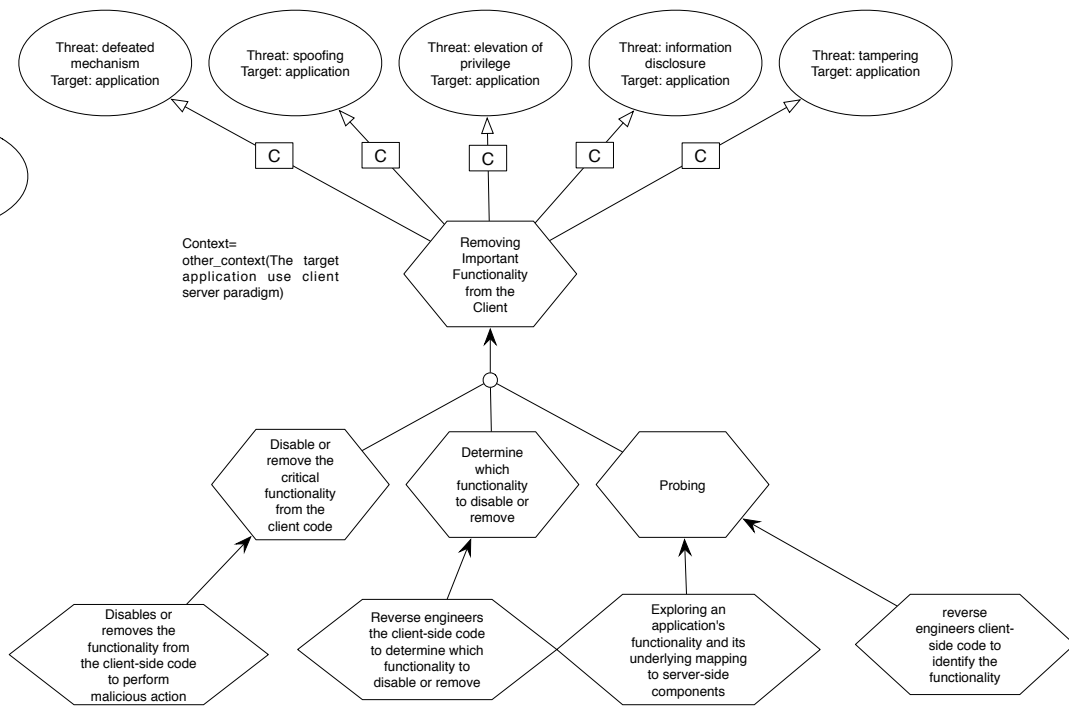 Threat: defeated
mechanism
Target: application
Threat: spoofing
Target: application
Threat: elevation of
privilege
Target: application
Threat: information
disclosure
Target: application
Threat: tampering
Target: application
C
C
C
C
C
Context=
other_context(The target
application use client
server paradigm)
Removing
Important
Functionality
from the
Client
Disable or
remove the
critical
functionality
from the
client code
Determine
which
functionality
to disable or
remove
Probing
Disables or
removes the
functionality from
the client-side code
to perform
malicious action
Reverse engineers
the client-side code
to determine which
functionality to
disable or remove
Exploring an
application's
functionality and its
underlying mapping
to server-side
components
reverse
engineers client-
side code to
identify the
functionality